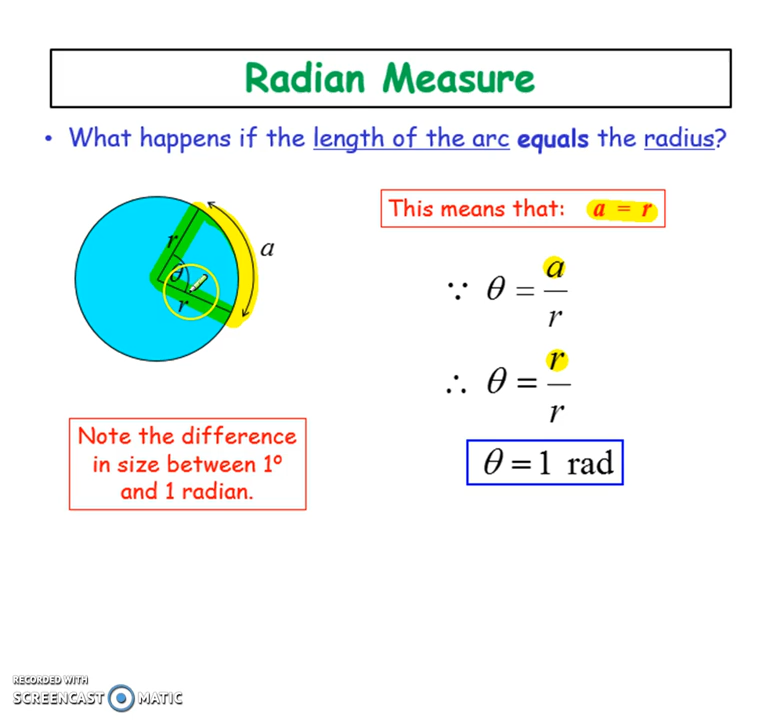 Radian Measure
• What happens if the length of the arc equals the radius?
This means that: a = r
r
a
θ
r
∵ θ = a/r
∴ θ = r/r
θ = 1 rad
Note the difference
in size between 1º
and 1 radian.
RECORDED WITH
SCREENCAST MATIC